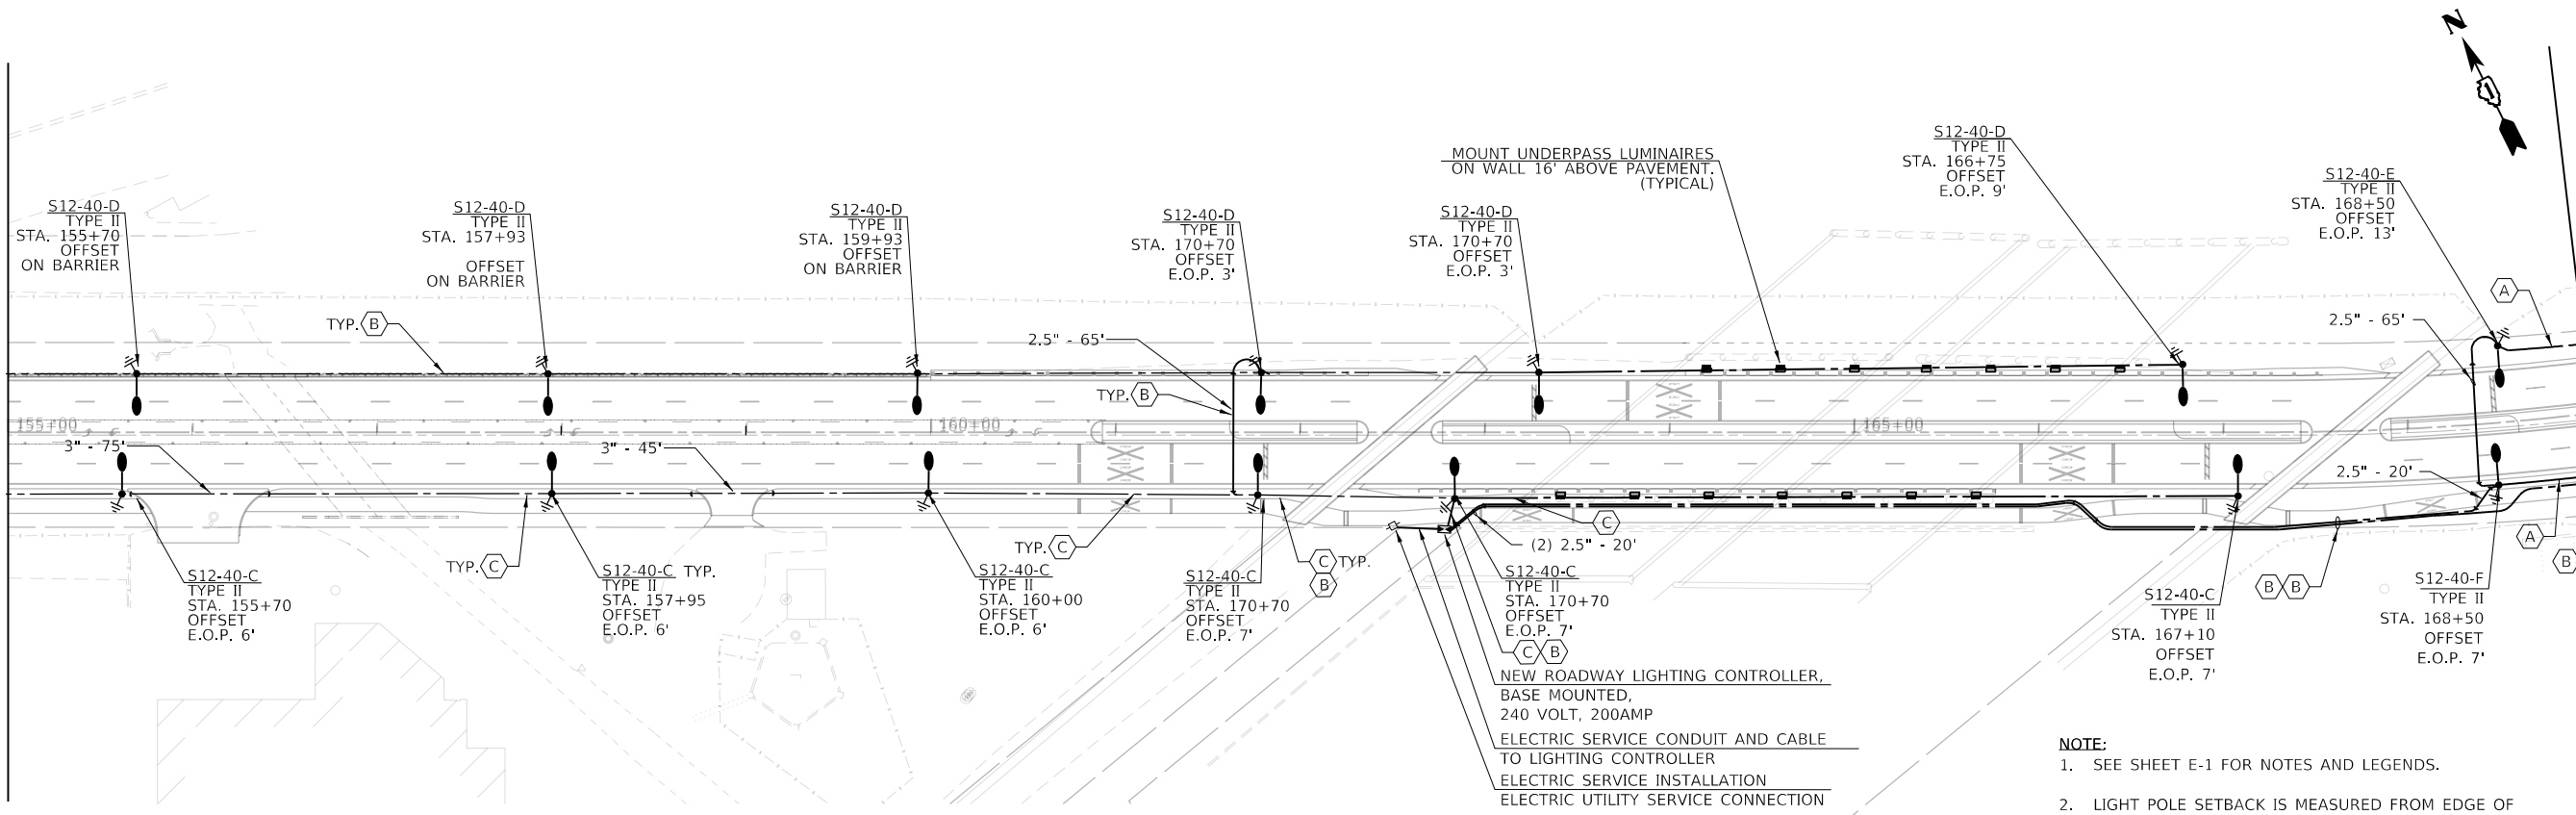 N
S12-40-D
TYPE II
STA. 155+70
OFFSET
ON BARRIER
S12-40-D
TYPE II
STA. 157+93
OFFSET
ON BARRIER
S12-40-D
TYPE II
STA. 159+93
OFFSET
ON BARRIER
S12-40-D
TYPE II
STA. 170+70
OFFSET
E.O.P. 3'
S12-40-D
TYPE II
STA. 170+70
OFFSET
E.O.P. 3'
MOUNT UNDERPASS LUMINAIRES
ON WALL 16' ABOVE PAVEMENT.
(TYPICAL)
S12-40-D
TYPE II
STA. 166+75
OFFSET
E.O.P. 9'
S12-40-E
TYPE II
STA. 168+50
OFFSET
E.O.P. 13'
A
TYP. B
2.5" - 65'
2.5" - 65'
TYP. B
155+00
160+00
165+00
3" - 75'
3" - 45'
2.5" - 20'
TYP. C
TYP. C
C TYP.
B
C
(2) 2.5" - 20'
A
B
B B
S12-40-C
TYPE II
STA. 155+70
OFFSET
E.O.P. 6'
S12-40-C TYP.
TYPE II
STA. 157+95
OFFSET
E.O.P. 6'
S12-40-C
TYPE II
STA. 160+00
OFFSET
E.O.P. 6'
S12-40-C
TYPE II
STA. 170+70
OFFSET
E.O.P. 7'
S12-40-C
TYPE II
STA. 170+70
OFFSET
E.O.P. 7'
C B
S12-40-C
TYPE II
STA. 167+10
OFFSET
E.O.P. 7'
S12-40-F
TYPE II
STA. 168+50
OFFSET
E.O.P. 7'
NEW ROADWAY LIGHTING CONTROLLER,
BASE MOUNTED,
240 VOLT, 200AMP
ELECTRIC SERVICE CONDUIT AND CABLE
TO LIGHTING CONTROLLER
ELECTRIC SERVICE INSTALLATION
ELECTRIC UTILITY SERVICE CONNECTION
NOTE:
1. SEE SHEET E-1 FOR NOTES AND LEGENDS.
2. LIGHT POLE SETBACK IS MEASURED FROM EDGE OF